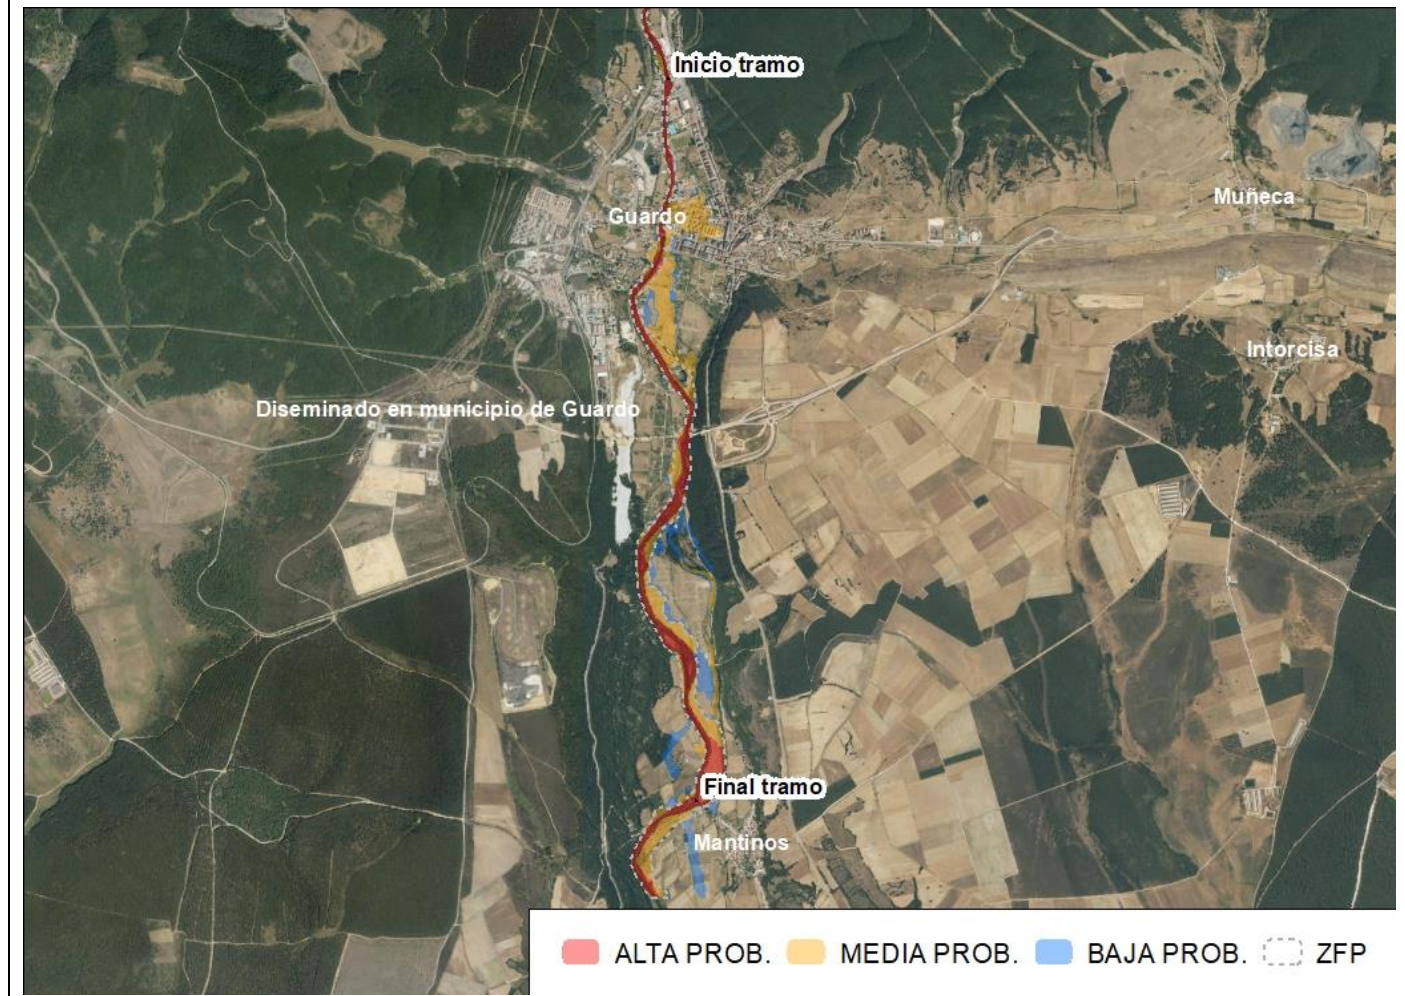 Inicio tramo
Muñeca
Guardo
Intorcisa
Diseminado en municipio de Guardo
Final tramo
Mantinos
ALTA PROB. MEDIA PROB. BAJA PROB. ZFP